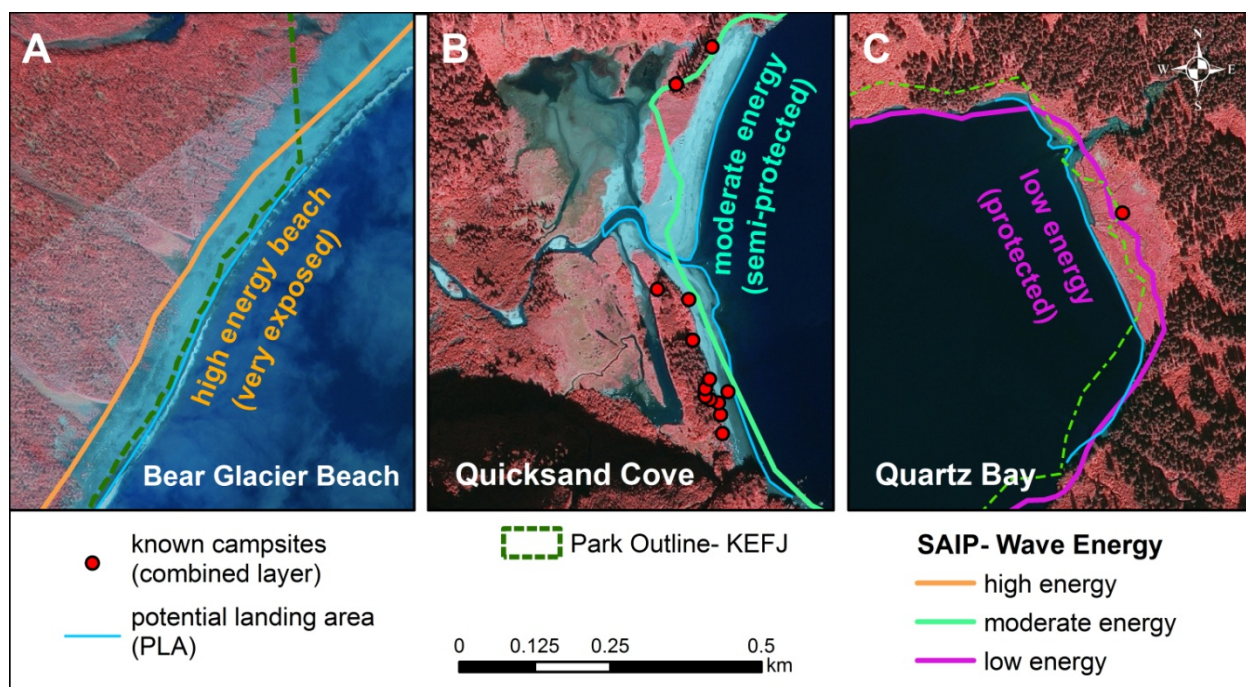 A
high energy beach
(very exposed)
Bear Glacier Beach
B
moderate energy
(semi-protected)
Quicksand Cove
C
N
W E
S
low energy
(protected)
Quartz Bay
known campsites
(combined layer)
potential landing area
(PLA)
Park Outline- KEFJ
0 0.125 0.25 0.5
km
SAIP- Wave Energy
high energy
moderate energy
low energy